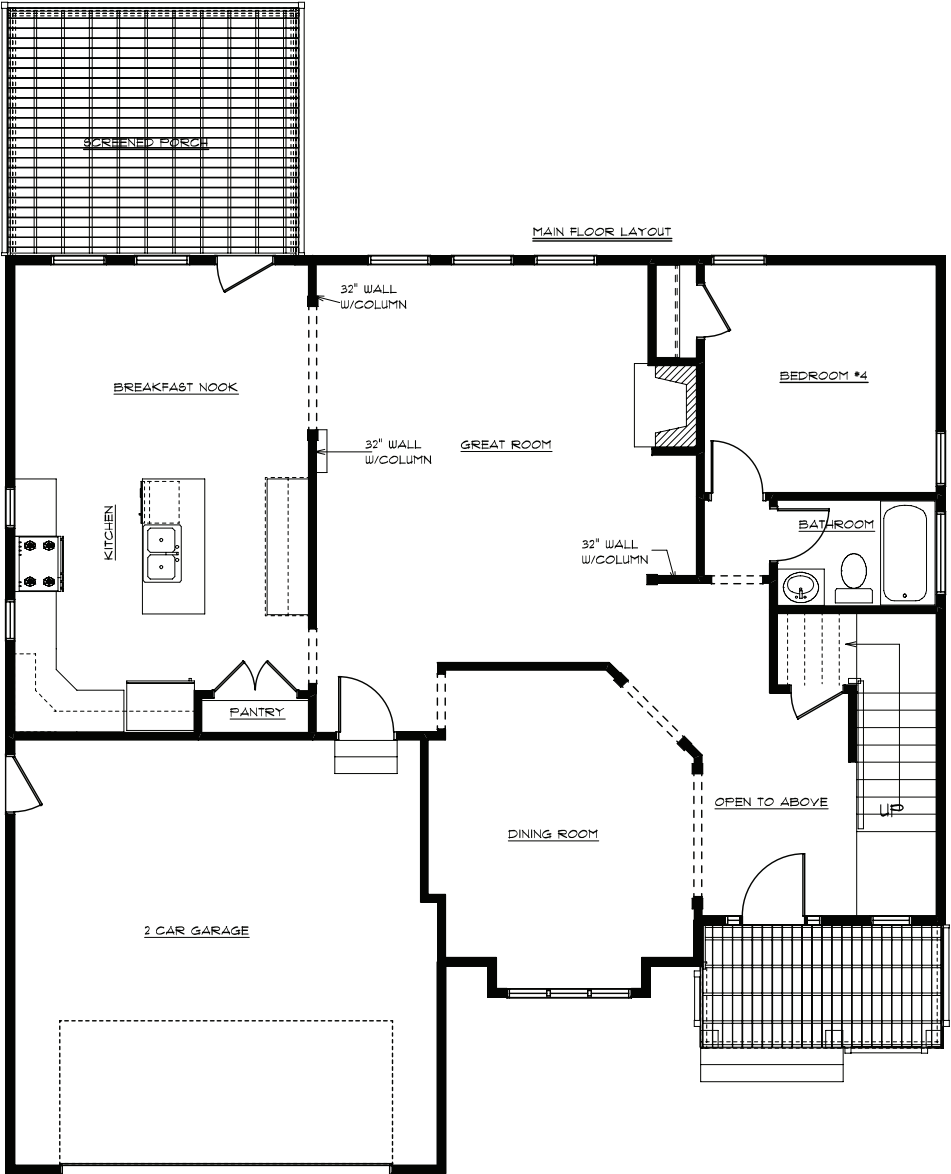 SCREENED PORCH
MAIN FLOOR LAYOUT
32" WALL
W/COLUMN
BREAKFAST NOOK
BEDROOM #4
32" WALL
W/COLUMN
GREAT ROOM
KITCHEN
BATHROOM
32" WALL
W/COLUMN
PANTRY
OPEN TO ABOVE
UP
DINING ROOM
2 CAR GARAGE